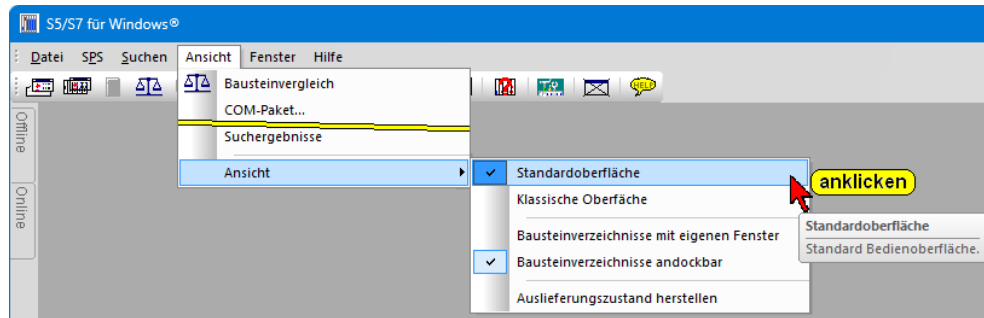 S5/S7 für Windows®
Datei SPS Suchen Ansicht Fenster Hilfe
Bausteinvergleich
HELP
COM-Paket...
Suchergebnisse
Offline
Online
Ansicht
Standardoberfläche
anklicken
Klassische Oberfäche
Standardoberfläche
Standard Bedienoberfläche.
Bausteinverzeichnisse mit eigenen Fenster
Bausteinverzeichnisse andockbar
Auslieferungszustand herstellen